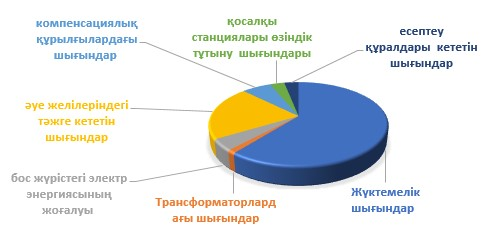 компенсациялық
құрылғылардағы
шығындар
қосалқы
станциялары өзіндік
тұтыну шығындары
есептеу
құралдары кететін
шығындар
әуе желілеріндегі
тәжге кететін
шығындар
бос жүрістегі электр
энергиясының
жоғалуы
Трансформаторлард
ағы шығындар
Жүктемелік
шығындар